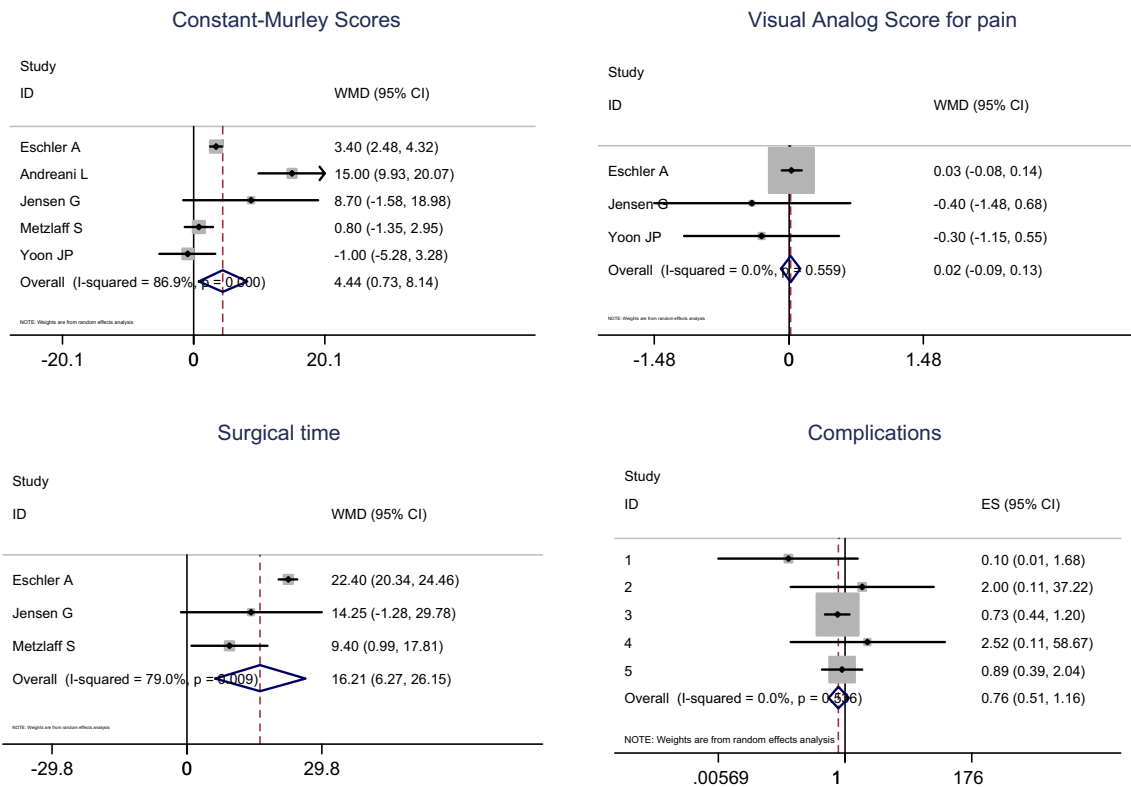 Constant-Murley Scores
Study
ID WMD (95% CI)
Eschler A 3.40 (2.48, 4.32)
Andreani L 15.00 (9.93, 20.07)
Jensen G 8.70 (-1.58, 18.98)
Metzlaff S 0.80 (-1.35, 2.95)
Yoon JP -1.00 (-5.28, 3.28)
Overall (I-squared = 86.9%, p = 0.000) 4.44 (0.73, 8.14)
NOTE: Weights are from random effects analysis
-20.1 0 20.1
Visual Analog Score for pain
Study
ID WMD (95% CI)
Eschler A 0.03 (-0.08, 0.14)
Jensen G -0.40 (-1.48, 0.68)
Yoon JP -0.30 (-1.15, 0.55)
Overall (I-squared = 0.0%, p = 0.559) 0.02 (-0.09, 0.13)
NOTE: Weights are from random effects analysis
-1.48 0 1.48
Surgical time
Study
ID WMD (95% CI)
Eschler A 22.40 (20.34, 24.46)
Jensen G 14.25 (-1.28, 29.78)
Metzlaff S 9.40 (0.99, 17.81)
Overall (I-squared = 79.0%, p = 0.009) 16.21 (6.27, 26.15)
NOTE: Weights are from random effects analysis
-29.8 0 29.8
Complications
Study
ID ES (95% CI)
1 0.10 (0.01, 1.68)
2 2.00 (0.11, 37.22)
3 0.73 (0.44, 1.20)
4 2.52 (0.11, 58.67)
5 0.89 (0.39, 2.04)
Overall (I-squared = 0.0%, p = 0.536) 0.76 (0.51, 1.16)
NOTE: Weights are from random effects analysis
.00569 1 176